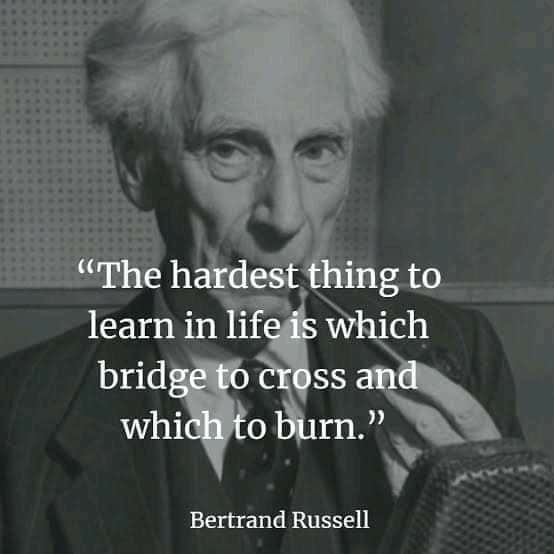 “The hardest thing to
learn in life is which
bridge to cross and
which to burn.”
Bertrand Russell